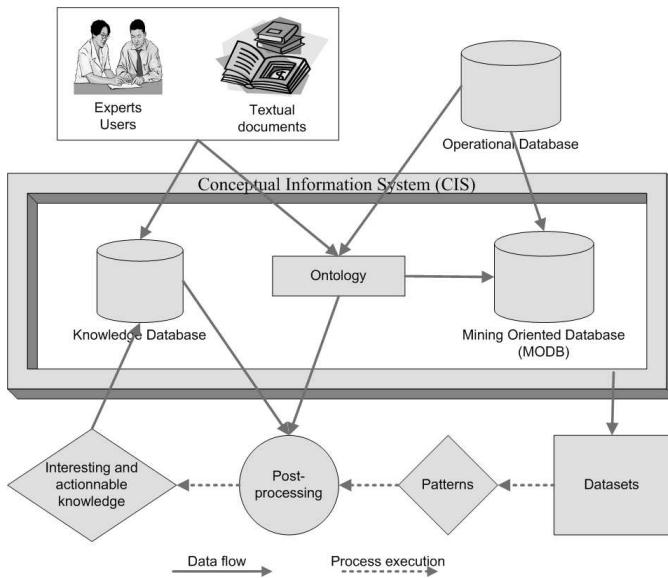 Experts
Users
Textual
documents
Operational Database
Conceptual Information System (CIS)
Ontology
Knowledge Database
Mining Oriented Database
(MODB)
Interesting and
actionnable
knowledge
Post-
processing
Patterns
Datasets
Data flow
Process execution